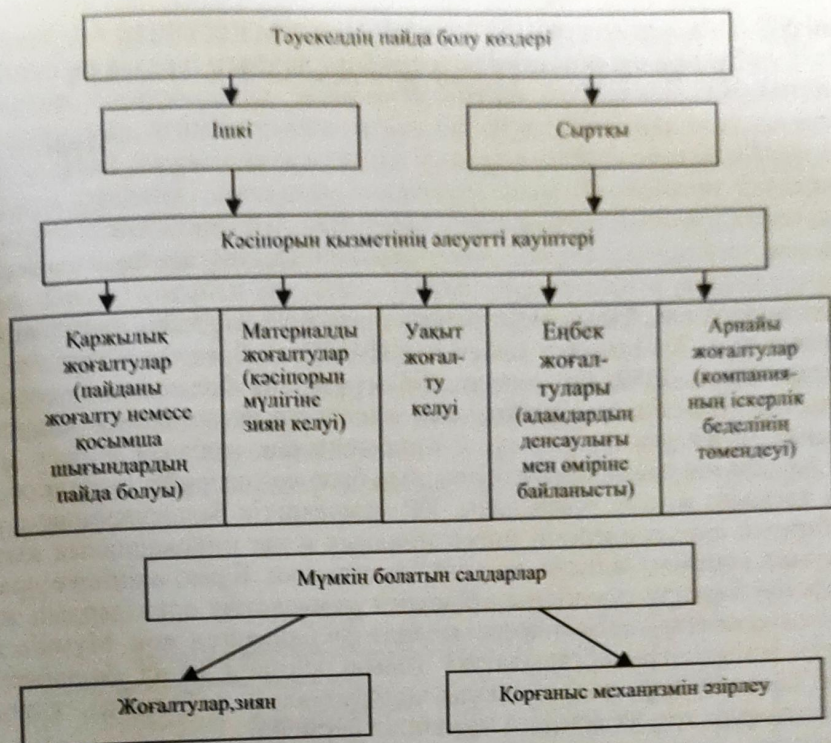 Тәуекелдің пайда болу көздері
Ішкі
Сыртқы
Кәсіпорын қызметінің әлеуетті қауіптері
Қаржылық
жоғалтулар
(пайданы
жоғалту немесе
қосымша
шығындардың
пайда болуы)
Материалды
жоғалтулар
(кәсіпорын
мүлігіне
зиян келуі)
Уақыт
жоғал-
ту
келуі
Еңбек
жоғал-
тулары
(адамдардың
денсаулығы
мен өміріне
байланысты)
Арнайы
жоғалтулар
(компания-
ның іскерлік
беделінің
төмендеуі)
Мүмкін болатын салдарлар
Жоғалтулар,зиян
Қорғаныс механизмін әзірлеу